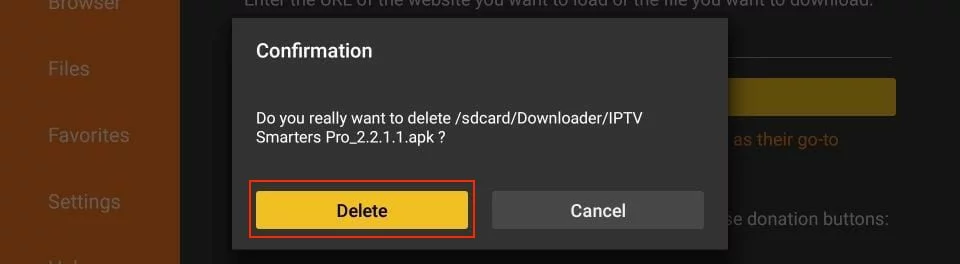 Browser
Enter the URL of the website you want to load or the file you want to download.
Confirmation
Files
Do you really want to delete /sdcard/Downloader/IPTV
Smarters Pro_2.2.1.1.apk ?
Favorites
as their go-to
Settings
Delete
Cancel
se donation buttons: